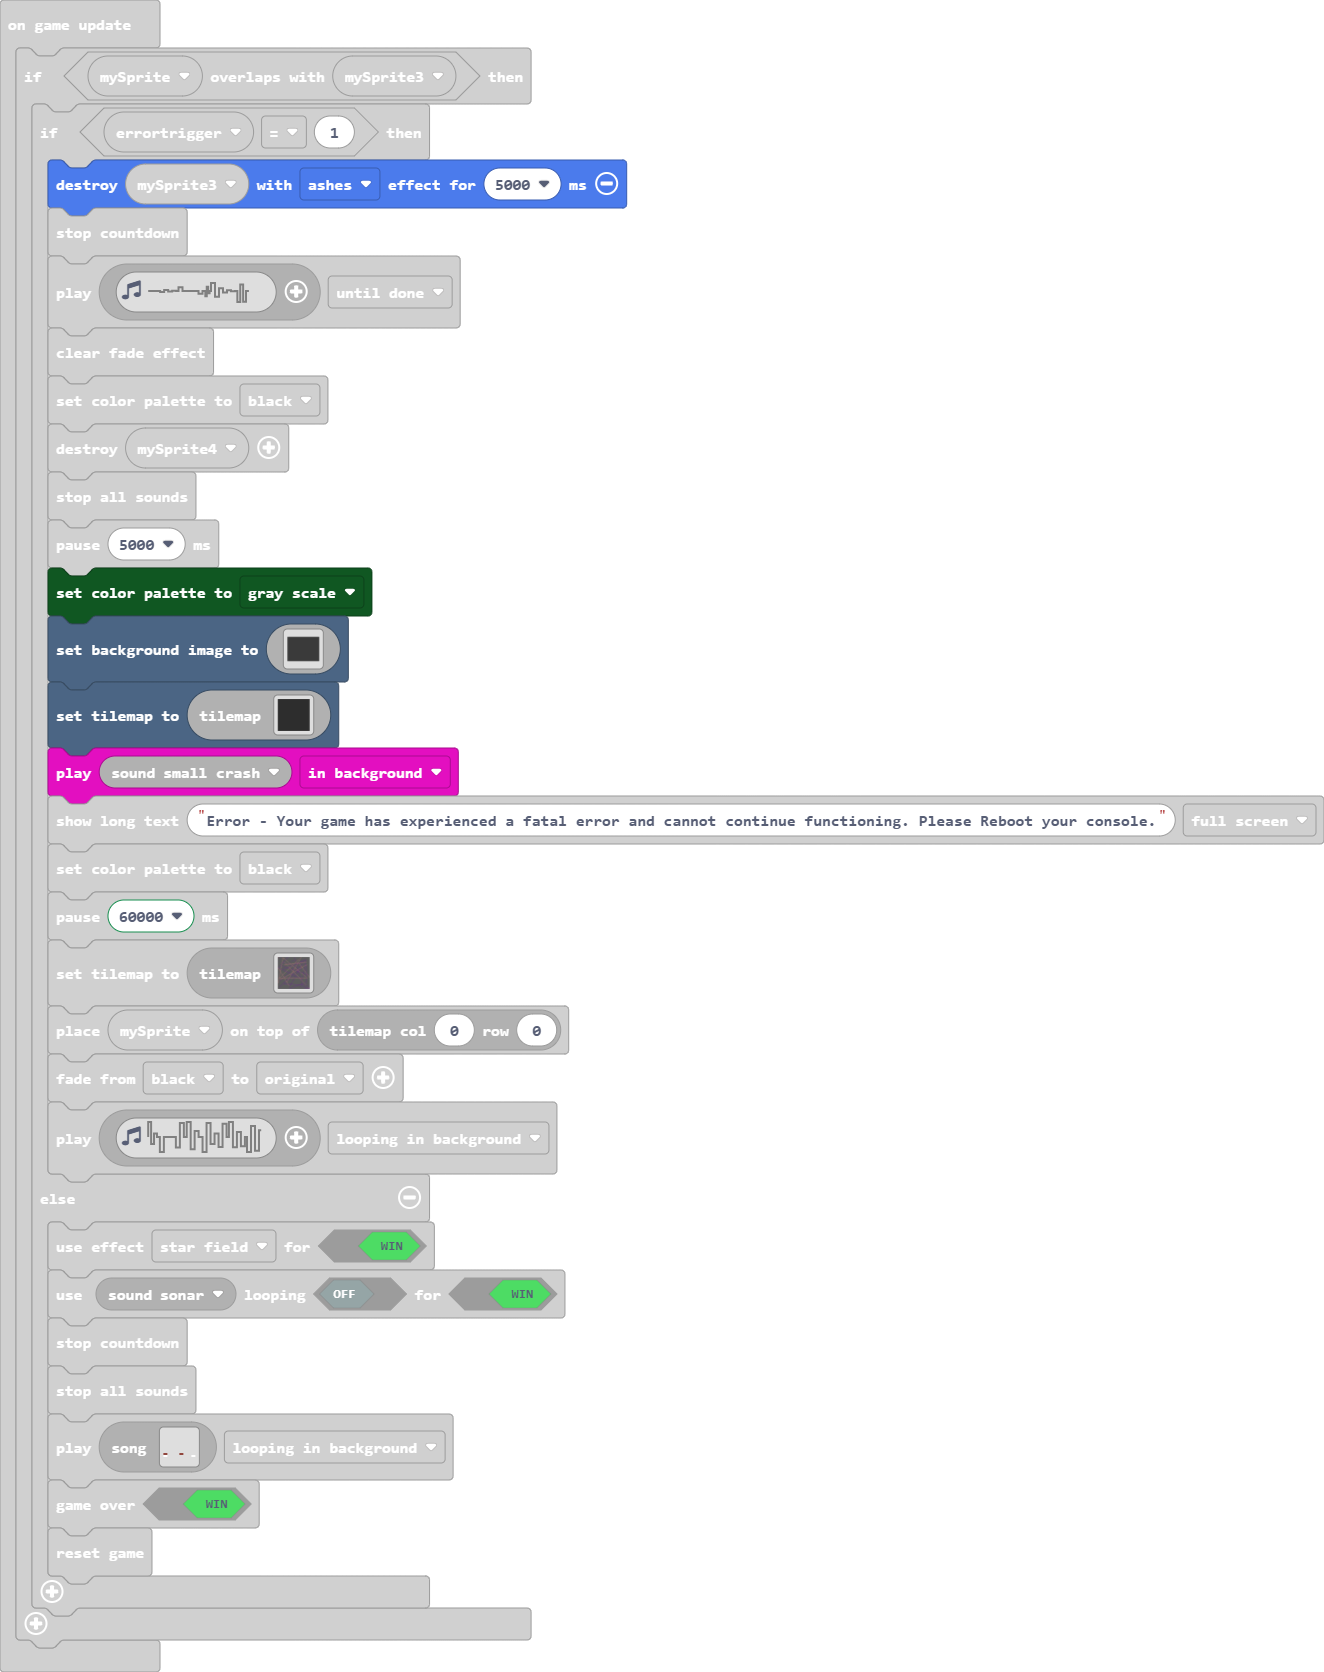 on game update
if mySprite overlaps with mySprite3 then
if errortrigger = 1 then
destroy mySprite3 with ashes effect for 5000 ms
stop countdown
play until done
clear fade effect
set color palette to black
destroy mySprite4
stop all sounds
pause 5000 ms
set color palette to gray scale
set background image to
set tilemap to tilemap
play sound small crash in background
show long text "Error - Your game has experienced a fatal error and cannot continue functioning. Please Reboot your console." full screen
set color palette to black
pause 60000 ms
set tilemap to tilemap
place mySprite on top of tilemap col 0 row 0
fade from black to original
play looping in background
else
use effect star field for WIN
use sound sonar looping OFF for WIN
stop countdown
stop all sounds
play song looping in background
game over WIN
reset game